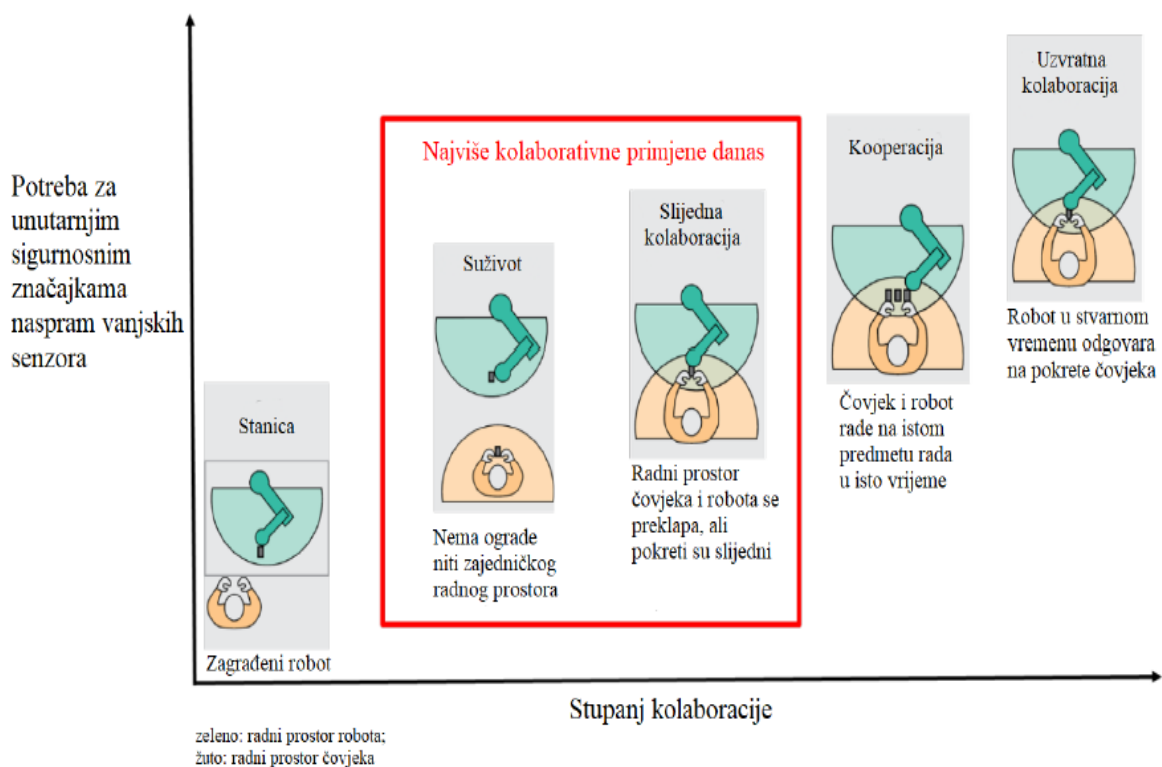 Potreba za
unutarnjim
sigurnosnim
značajkama
naspram vanjskih
senzora
Stanica
Zagrađeni robot
Najviše kolaborativne primjene danas
Suživot
Nema ograde
niti zajedničkog
radnog prostora
Slijedna
kolaboracija
Radni prostor
čovjeka i robota se
preklapa, ali
pokreti su slijedni
Kooperacija
Čovjek i robot
rade na istom
predmetu rada
u isto vrijeme
Uzvratna
kolaboracija
Robot u stvarnom
vremenu odgovara
na pokrete čovjeka
Stupanj kolaboracije
zeleno: radni prostor robota;
žuto: radni prostor čovjeka